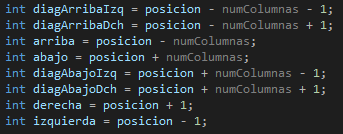 int diagArribaIzq = posicion - numColumnas - 1;
int diagArribaDch = posicion - numColumnas + 1;
int arriba = posicion - numColumnas;
int abajo = posicion + numColumnas;
int diagAbajoIzq = posicion + numColumnas - 1;
int diagAbajoDch = posicion + numColumnas + 1;
int derecha = posicion + 1;
int izquierda = posicion - 1;